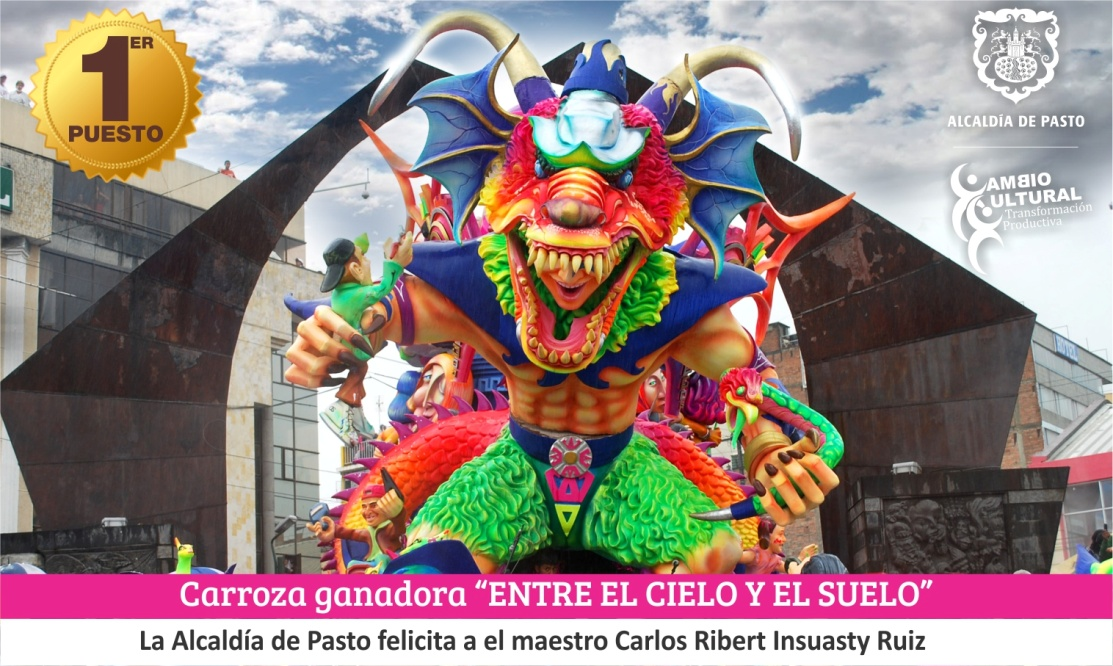 1ER
PUESTO
ALCALDÍA DE PASTO
CAMBIO
CULTURAL
Transformación
Productiva
Carroza ganadora “ENTRE EL CIELO Y EL SUELO”
La Alcaldía de Pasto felicita a el maestro Carlos Ribert Insuasty Ruiz